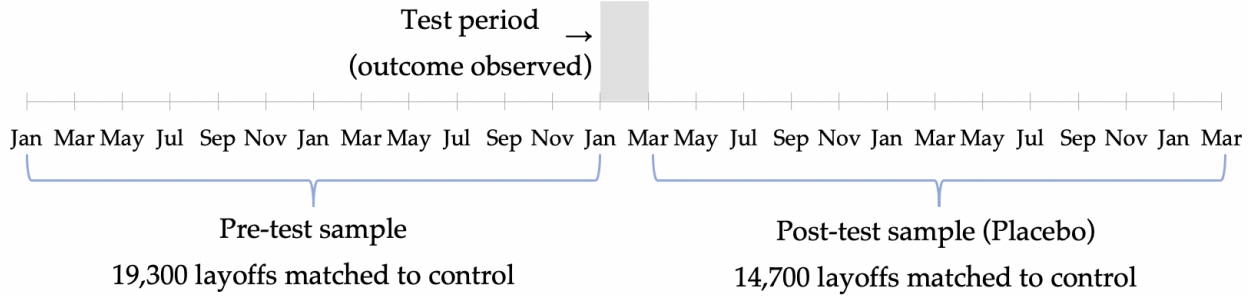 Test period →
(outcome observed)
Jan Mar May Jul Sep Nov Jan Mar May Jul Sep Nov Jan Mar May Jul Sep Nov Jan Mar May Jul Sep Nov Jan Mar
Pre-test sample
19,300 layoffs matched to control
Post-test sample (Placebo)
14,700 layoffs matched to control